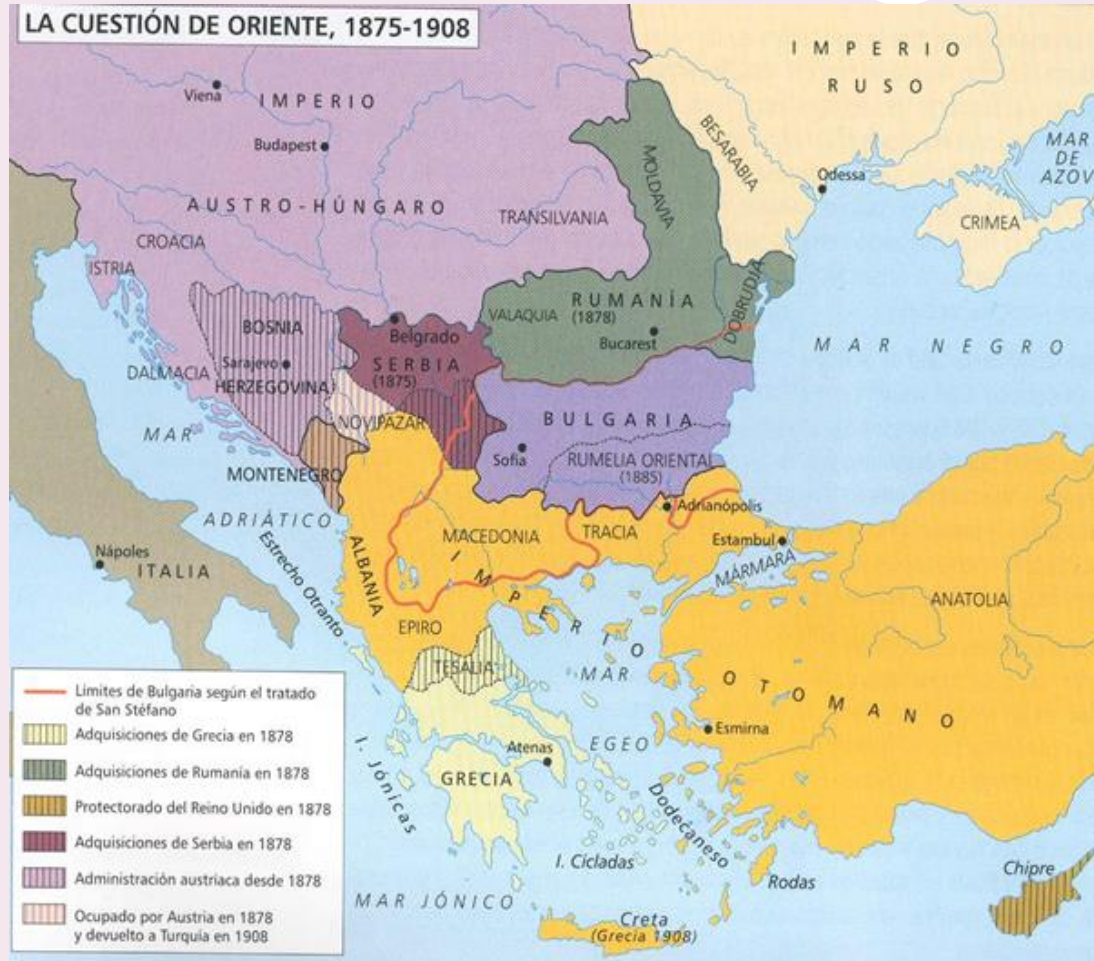 LA CUESTIÓN DE ORIENTE, 1875-1908
IMPERIO
RUSO
Viena
IMPERIO
Budapest
AUSTRO-HÚNGARO
TRANSILVANIA
MOLDAVIA
BESARABIA
Odessa
MAR
DE
AZOV
CRIMEA
CROACIA
ISTRIA
BOSNIA
Sarajevo
HERZEGOVINA
DALMACIA
Belgrado
SERBIA
(1875)
NOVIPAZAR
VALAQUIA
RUMANÍA
(1878)
Bucarest
DOBRUDJA
MAR NEGRO
BULGARIA
Sofia
RUMELIA ORIENTAL
(1885)
MONTENEGRO
MAR
ADRIÁTICO
Estrecho Otranto
Nápoles
ITALIA
ALBANIA
MACEDONIA
TRACIA
Adrianópolis
Estambul
MÁRMARA
ANATOLIA
EPIRO
TESALIA
IMPERIO
OTOMANO
MAR
EGEO
Esmirna
I. Jónicas
Atenas
GRECIA
I. Cícladas
Dodecaneso
Rodas
Chipre
MAR JÓNICO
Creta
(Grecia 1908)
Límites de Bulgaria según el tratado
de San Stéfano
Adquisiciones de Grecia en 1878
Adquisiciones de Rumanía en 1878
Protectorado del Reino Unido en 1878
Adquisiciones de Serbia en 1878
Administración austriaca desde 1878
Ocupado por Austria en 1878
y devuelto a Turquía en 1908